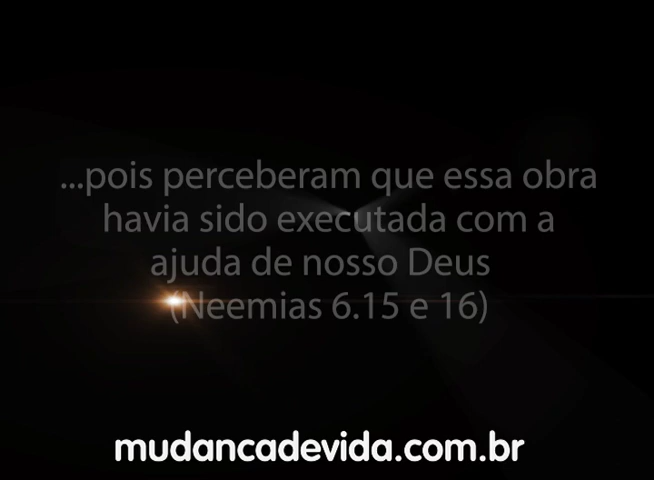 ...pois perceberam que essa obra
havia sido executada com a
ajuda de nosso Deus
(Neemias 6.15 e 16)
mudancadevida.com.br